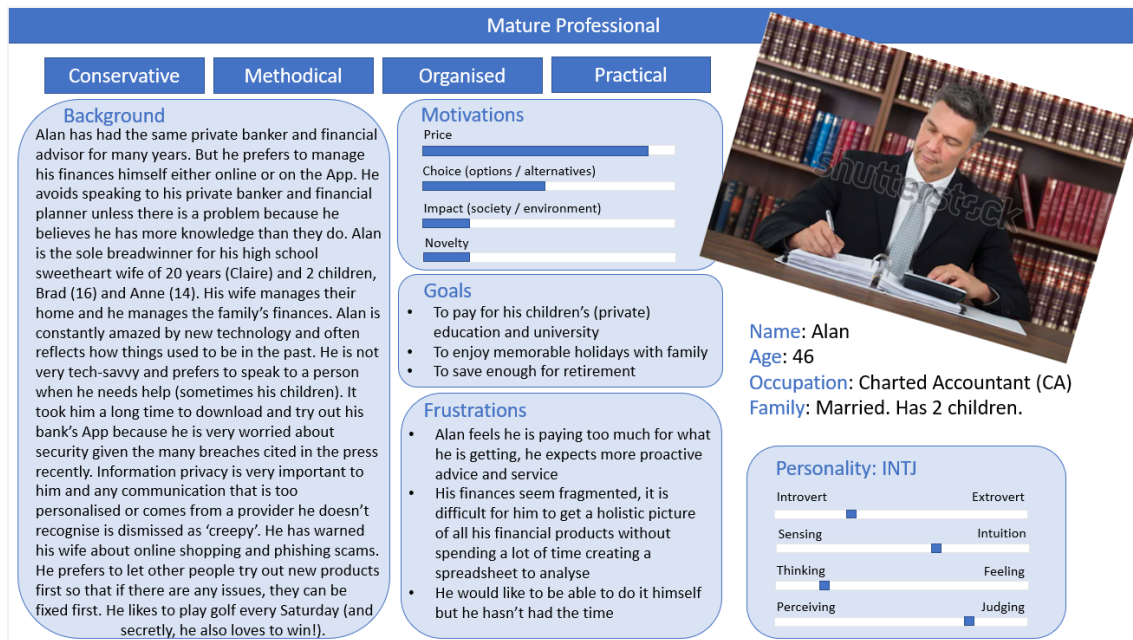 Mature Professional
Conservative
Methodical
Organised
Practical
Background
Alan has had the same private banker and financial
advisor for many years. But he prefers to manage
his finances himself either online or on the App. He
avoids speaking to his private banker and financial
planner unless there is a problem because he
believes he has more knowledge than they do. Alan
is the sole breadwinner for his high school
sweetheart wife of 20 years (Claire) and 2 children,
Brad (16) and Anne (14). His wife manages their
home and he manages the family's finances. Alan is
constantly amazed by new technology and often
reflects how things used to be in the past. He is not
very tech-savvy and prefers to speak to a person
when he needs help (sometimes his children). It
took him a long time to download and try out his
bank's App because he is very worried about
security given the many breaches cited in the press
recently. Information privacy is very important to
him and any communication that is too
personalised or comes from a provider he doesn't
recognise is dismissed as 'creepy'. He has warned
his wife about online shopping and phishing scams.
He prefers to let other people try out new products
first so that if there are any issues, they can be
fixed first. He likes to play golf every Saturday (and
secretly, he also loves to win!).
Motivations
Price
Choice (options / alternatives)
Impact (society / environment)
Novelty
Goals
• To pay for his children's (private)
education and university
• To enjoy memorable holidays with family
• To save enough for retirement
Frustrations
• Alan feels he is paying too much for what
he is getting, he expects more proactive
advice and service
• His finances seem fragmented, it is
difficult for him to get a holistic picture
of all his financial products without
spending a lot of time creating a
spreadsheet to analyse
• He would like to be able to do it himself
but he hasn't had the time
shutterstock
Name: Alan
Age: 46
Occupation: Charted Accountant (CA)
Family: Married. Has 2 children.
Personality: INTJ
Introvert Extrovert
Sensing Intuition
Thinking Feeling
Perceiving Judging